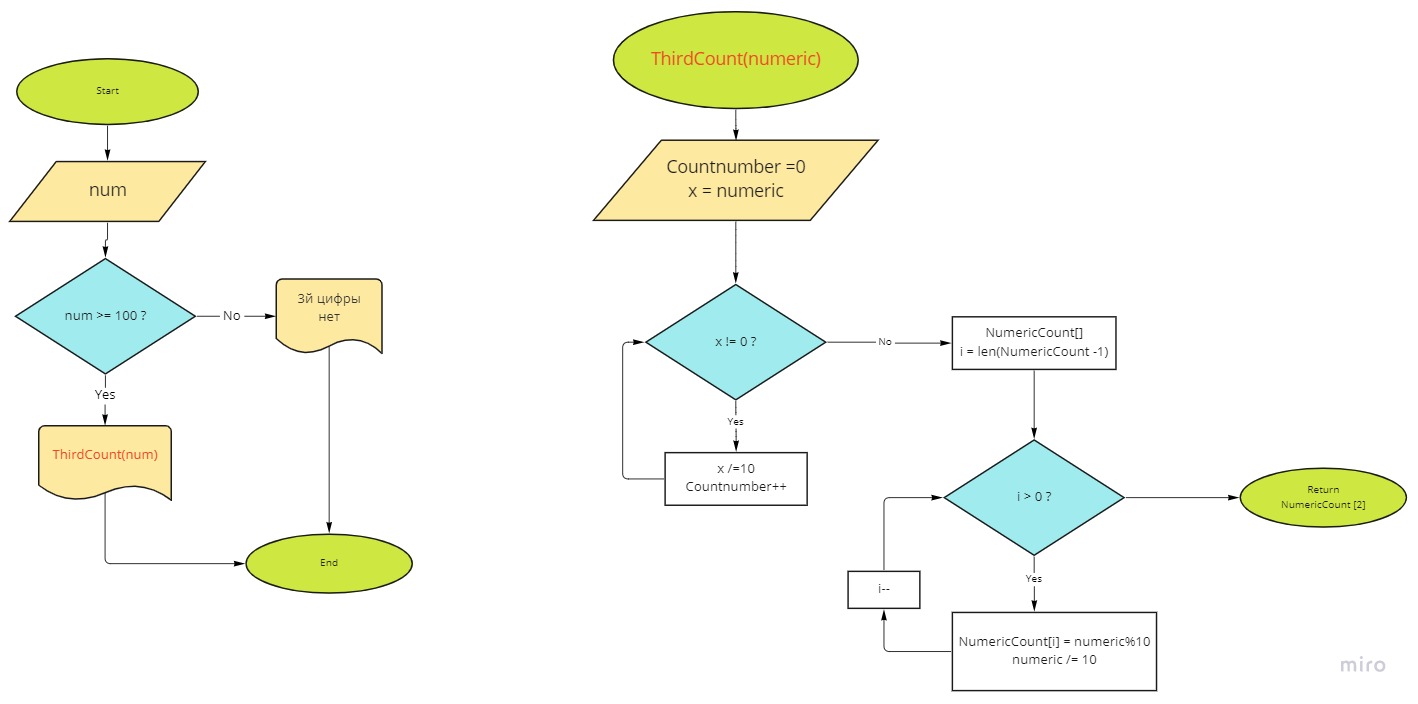 Start
num
num >= 100 ?
No
3й цифры
нет
Yes
ThirdCount(num)
End
ThirdCount(numeric)
Countnumber =0
x = numeric
x != 0 ?
No
Yes
x /=10
Countnumber++
NumericCount[]
i = len(NumericCount -1)
i > 0 ?
Return
NumericCount [2]
Yes
i--
NumericCount[i] = numeric%10
numeric /= 10
miro